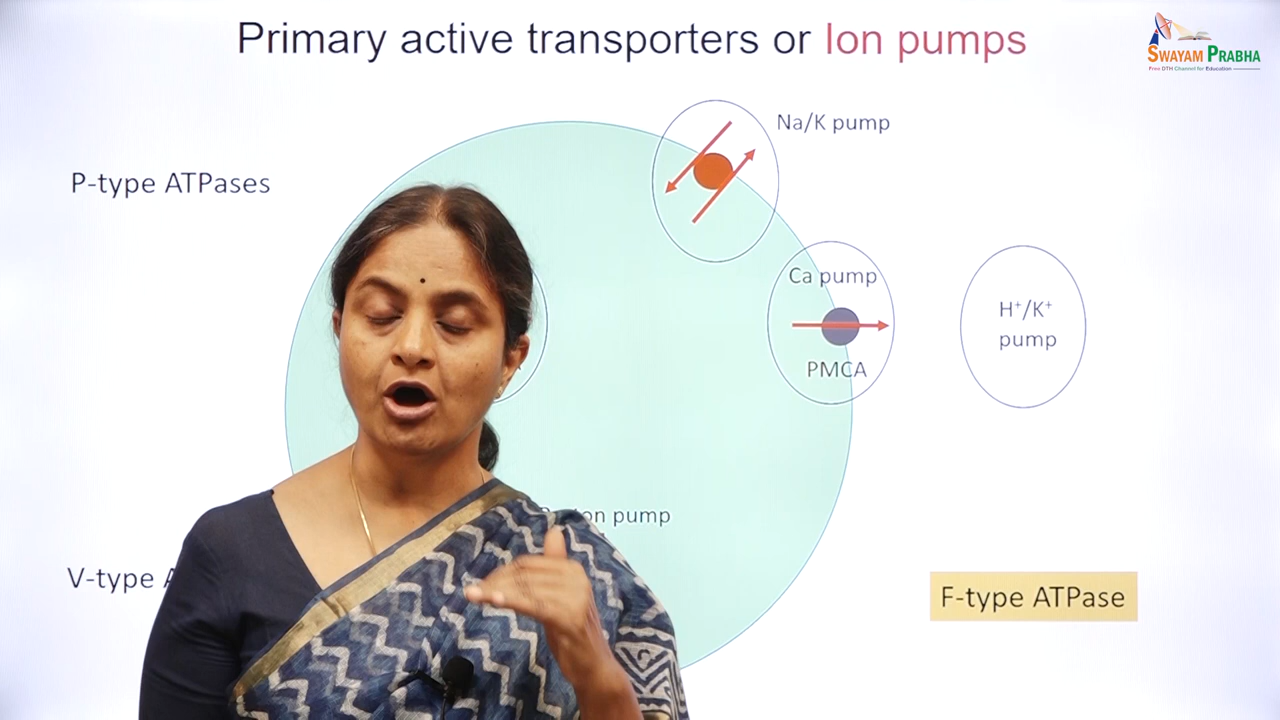 Primary active transporters or Ion pumps
SWAYAM PRABHA
Free DTH Channel for Education
Na/K pump
P-type ATPases
Ca pump
H⁺/K⁺
pump
PMCA
pump
V-type
F-type ATPase